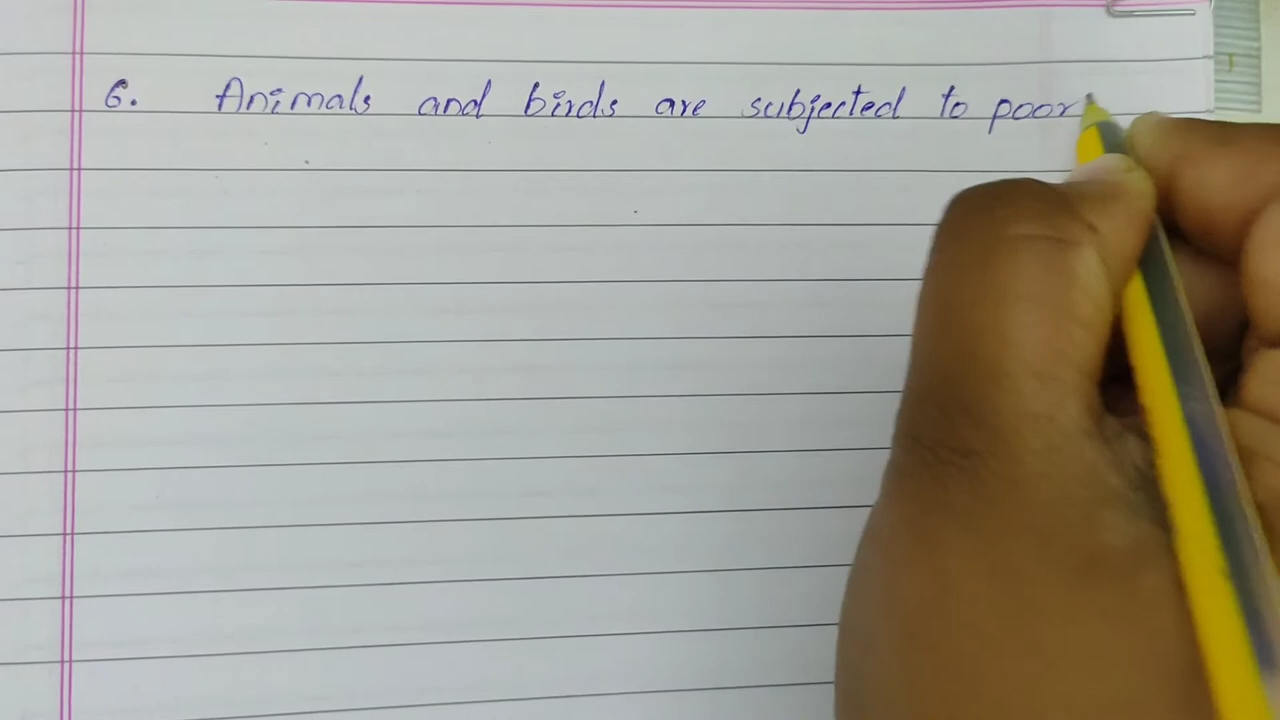 6. Animals and birds are subjected to poor